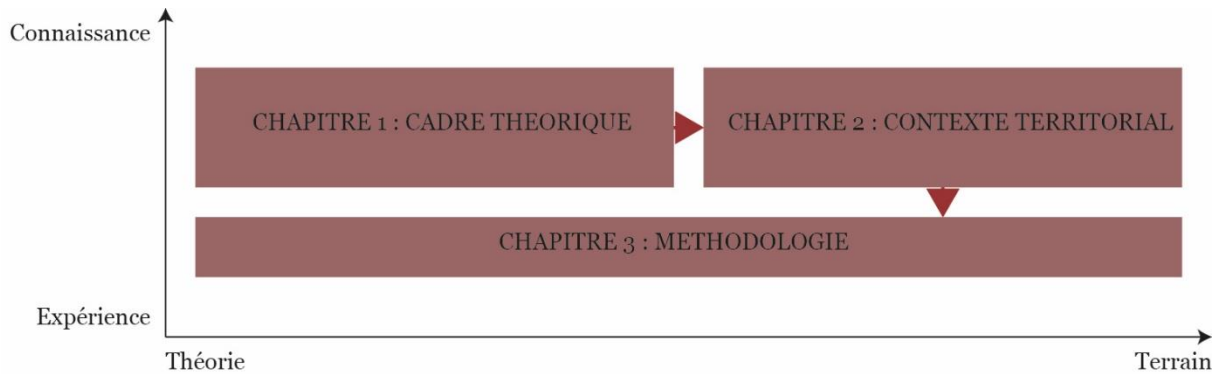 Connaissance
CHAPITRE 1 : CADRE THEORIQUE
CHAPITRE 2 : CONTEXTE TERRITORIAL
CHAPITRE 3 : METHODOLOGIE
Expérience
Théorie
Terrain